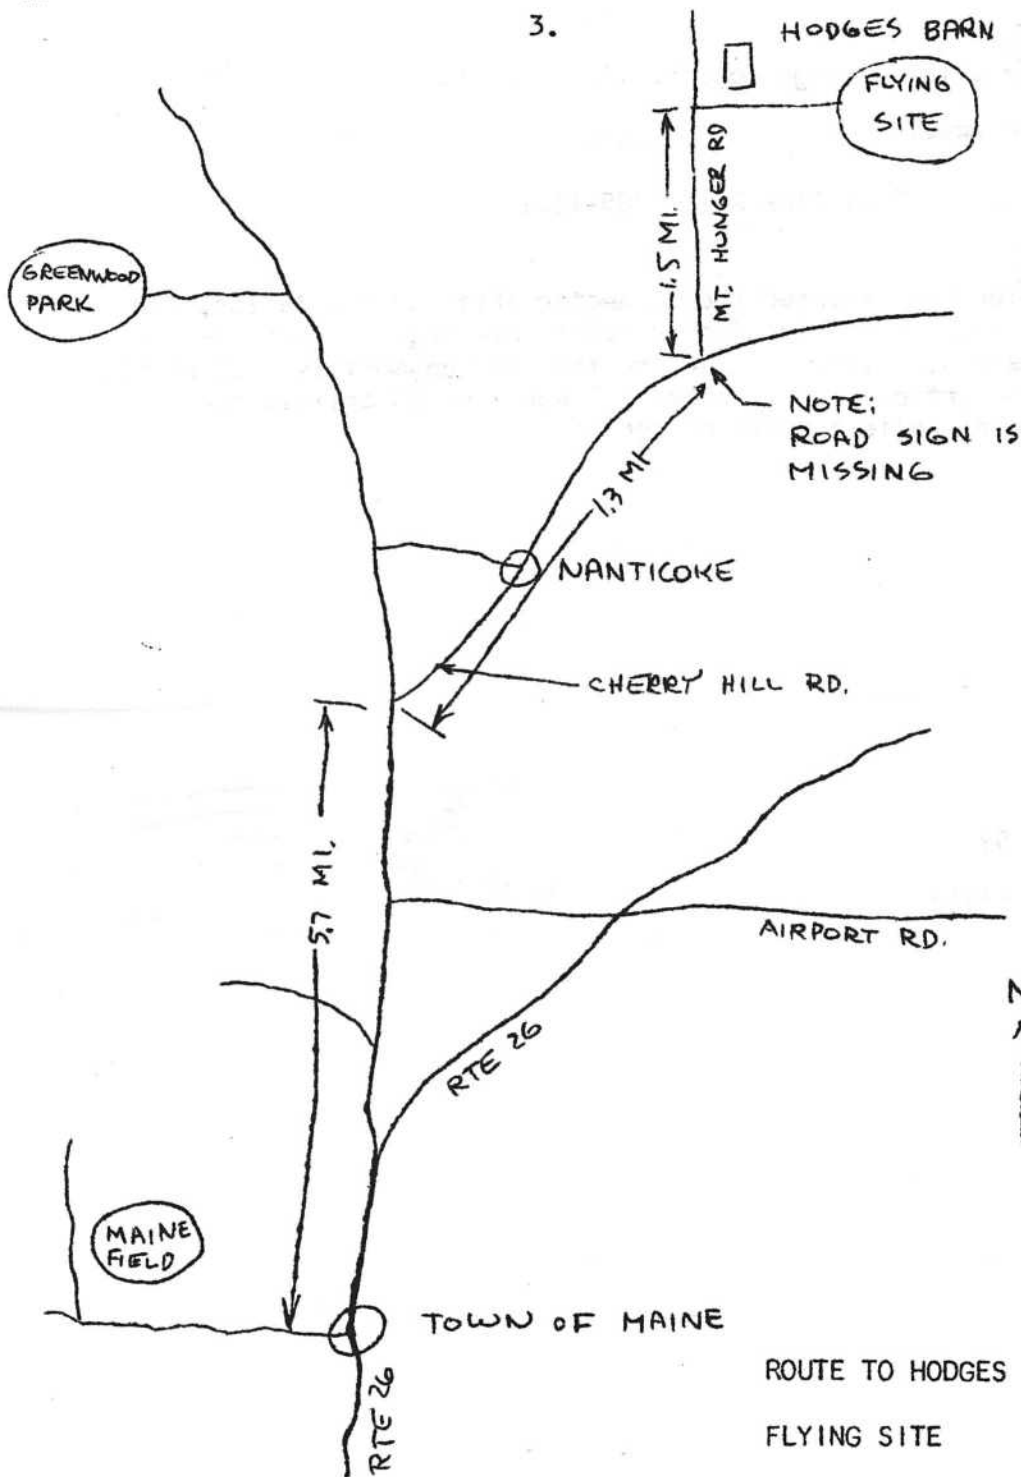 3.
HODGES BARN
FLYING
SITE
MT. HUNGER RD
1.5 MI.
GREENWOOD
PARK
NOTE:
ROAD SIGN IS
MISSING
1.3 MI
NANTICOKE
CHERRY HILL RD.
5.7 MI.
AIRPORT RD.
N
RTE 26
MAINE
FIELD
TOWN OF MAINE
RTE 26
ROUTE TO HODGES
FLYING SITE